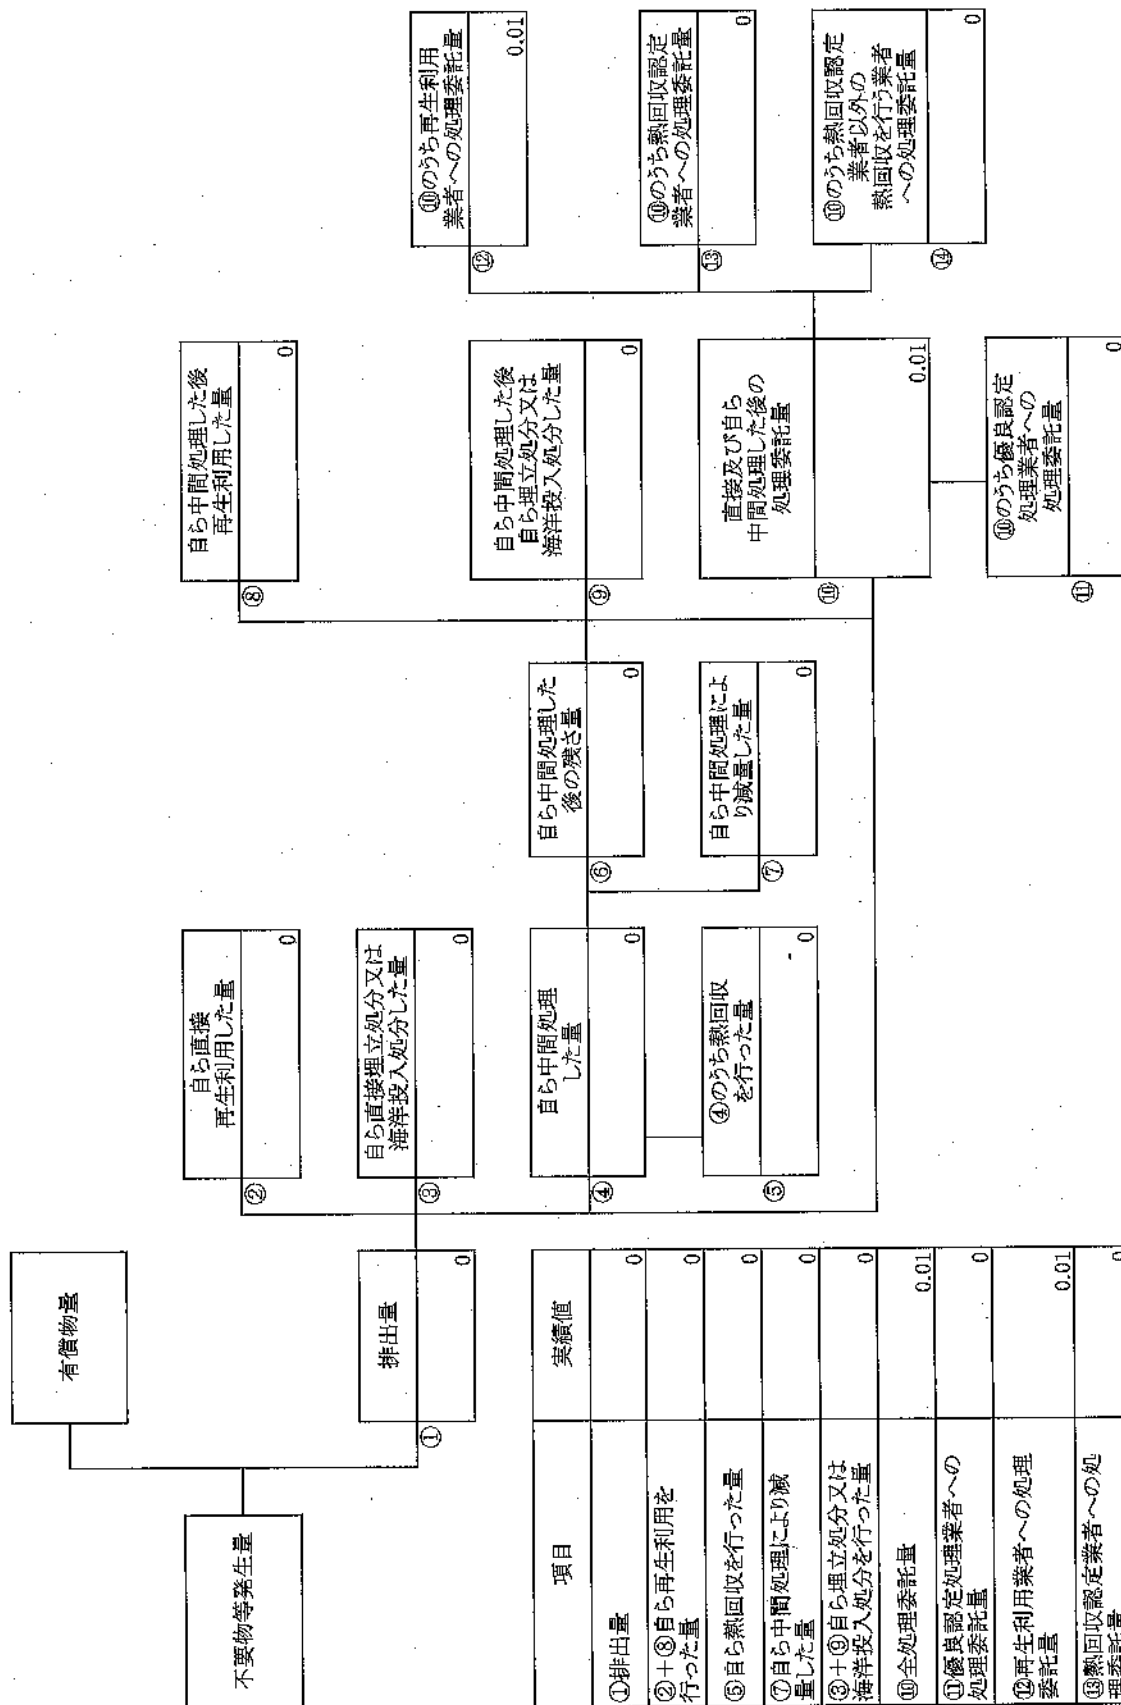 不要物等発生量
有償物量
①
排出量
0
②
自ら直接
再生利用した量
0
③
自ら直接埋立処分又は
海洋投入処分した量
0
④
自ら中間処理
した量
0
⑤
④のうち熱回収
を行った量
0
⑥
自ら中間処理した
後の残さ量
0
⑦
自ら中間処理によ
り減量した量
0
⑧
自ら中間処理した後
再生利用した量
0
⑨
自ら中間処理した後
自ら埋立処分又は
海洋投入処分した量
0
⑩
直接及び自ら
中間処理した後の
処理委託量
0.01
⑪
⑩のうち優良認定
処理業者への
処理委託量
0
⑫
⑩のうち再生利用
業者への処理委託量
0.01
⑬
⑩のうち熱回収認定
業者への処理委託量
0
⑭
⑩のうち熱回収認定
業者以外の
熱回収を行う業者
への処理委託量
0
項目
実績値
①排出量
0
②+⑧自ら再生利用を
行った量
0
⑤自ら熱回収を行った量
0
⑦自ら中間処理により減
量した量
0
③+⑨自ら埋立処分又は
海洋投入処分を行った量
0
⑩全処理委託量
0.01
⑪優良認定処理業者への
処理委託量
0
⑫再生利用業者への処理
委託量
0.01
⑬熱回収認定業者への処
理委託量
0